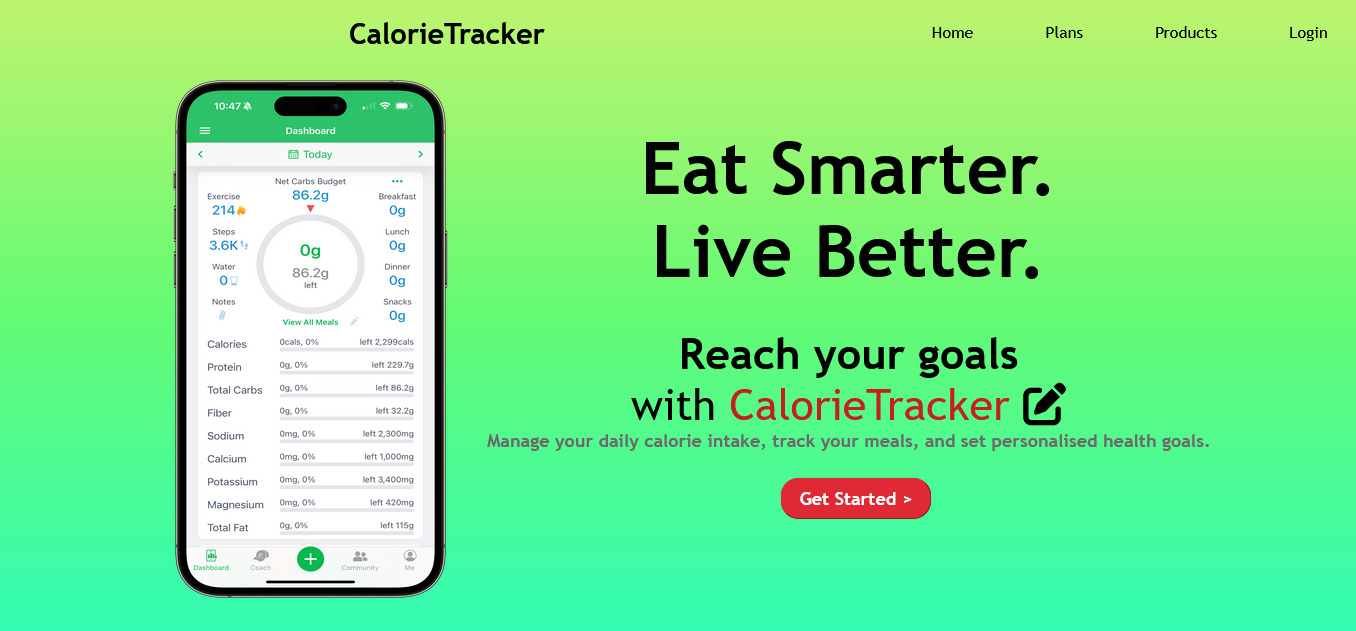 CalorieTracker
Home Plans Products Login
10:47
Dashboard
< Today >
Net Carbs Budget
86.2g
Exercise
214
Steps
3.6K
Water
0
Notes
0g
86.2g
left
Breakfast
0g
Lunch
0g
Dinner
0g
Snacks
0g
View All Meals
Calories 0cals, 0% left 2,299cals
Protein 0g, 0% left 229.7g
Total Carbs 0g, 0% left 86.2g
Fiber 0g, 0% left 32.2g
Sodium 0mg, 0% left 2,300mg
Calcium 0mg, 0% left 1,000mg
Potassium 0mg, 0% left 3,400mg
Magnesium 0mg, 0% left 420mg
Total Fat 0g, 0% left 115g
Dashboard Coach Community Me
Eat Smarter.
Live Better.
Reach your goals
with CalorieTracker
Manage your daily calorie intake, track your meals, and set personalised health goals.
Get Started >